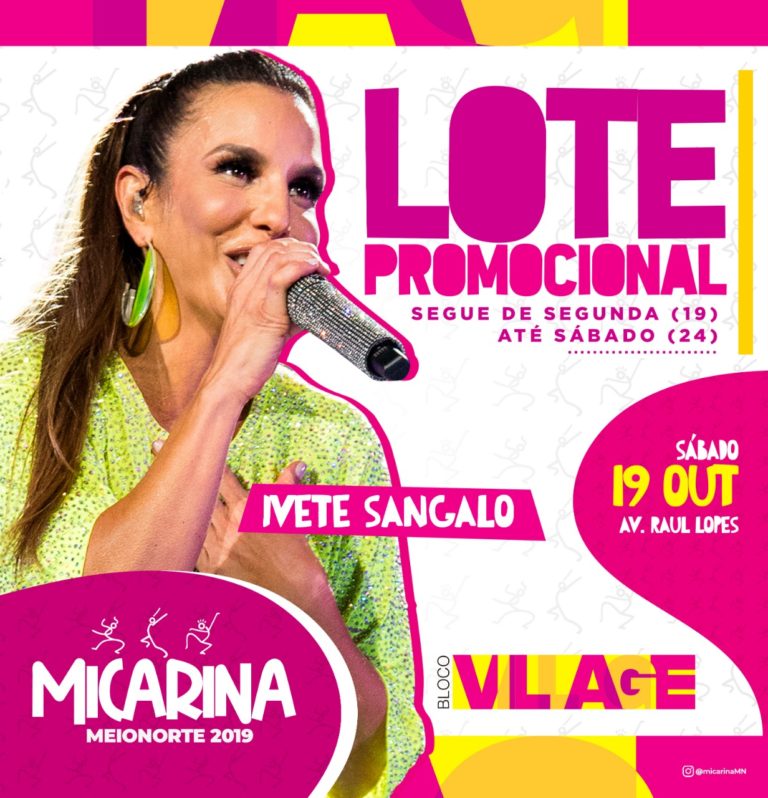 LOTE
PROMOCIONAL
SEGUE DE SEGUNDA (19)
ATÉ SÁBADO (24)
SÁBADO
19 OUT
AV. RAUL LOPES
IVETE SANGALO
BLOCO
VILLAGE
MICARINA
MEIONORTE 2019
@micarinaMN